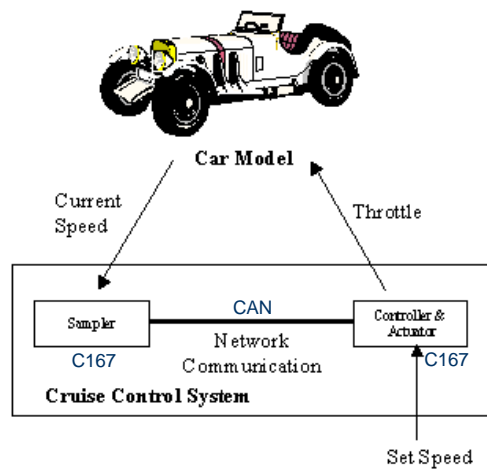 Car Model
Current
Speed
Throttle
CAN
Sampler
Controller &
Actuator
Network
Communication
C167
C167
Cruise Control System
Set Speed